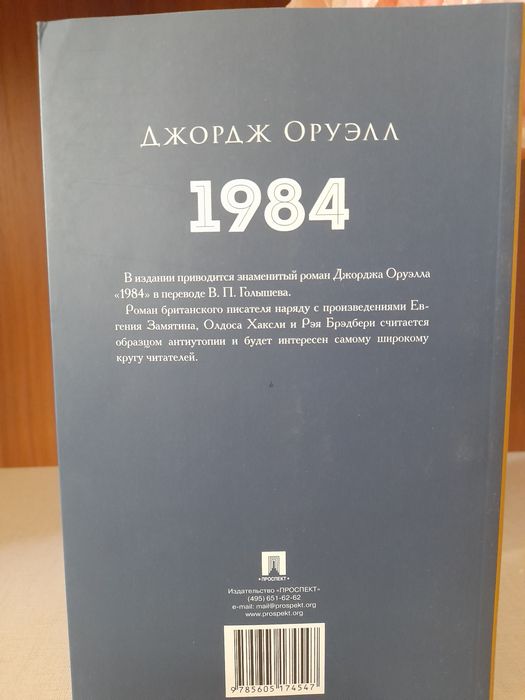 Джордж Оруэлл
1984
В издании приводится знаменитый роман Джорджа Оруэлла
«1984» в переводе В. П. Голышева.
Роман британского писателя наряду с произведениями Ев-
гения Замятина, Олдоса Хаксли и Рэя Брэдбери считается
образцом антиутопии и будет интересен самому широкому
кругу читателей.
•ПРОСПЕКТ•
Издательство «ПРОСПЕКТ»
(495) 651-62-62
e-mail: mail@prospekt.org
www.prospekt.org
9785605174547